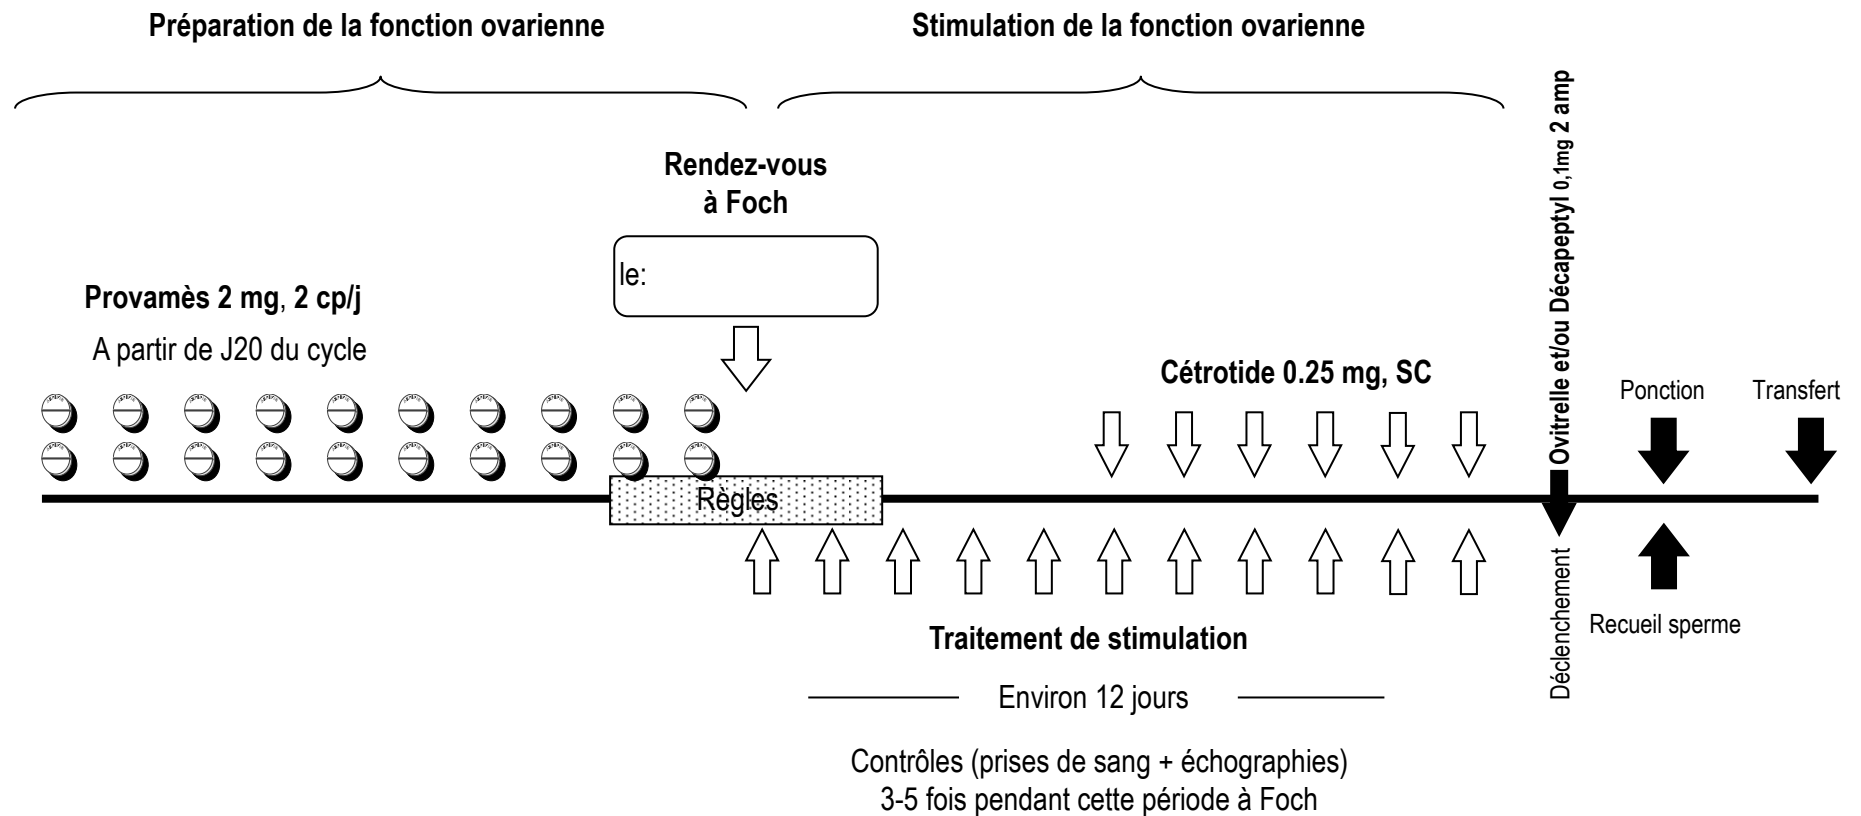 Préparation de la fonction ovarienne
Stimulation de la fonction ovarienne
Rendez-vous
à Foch
le:
Provamès 2 mg, 2 cp/j
A partir de J20 du cycle
Cétrotide 0.25 mg, SC
Ovitrelle et/ou Décapeptyl 0,1mg 2 amp
Ponction
Transfert
Règles
Déclenchement
Recueil sperme
Traitement de stimulation
Environ 12 jours
Contrôles (prises de sang + échographies)
3-5 fois pendant cette période à Foch